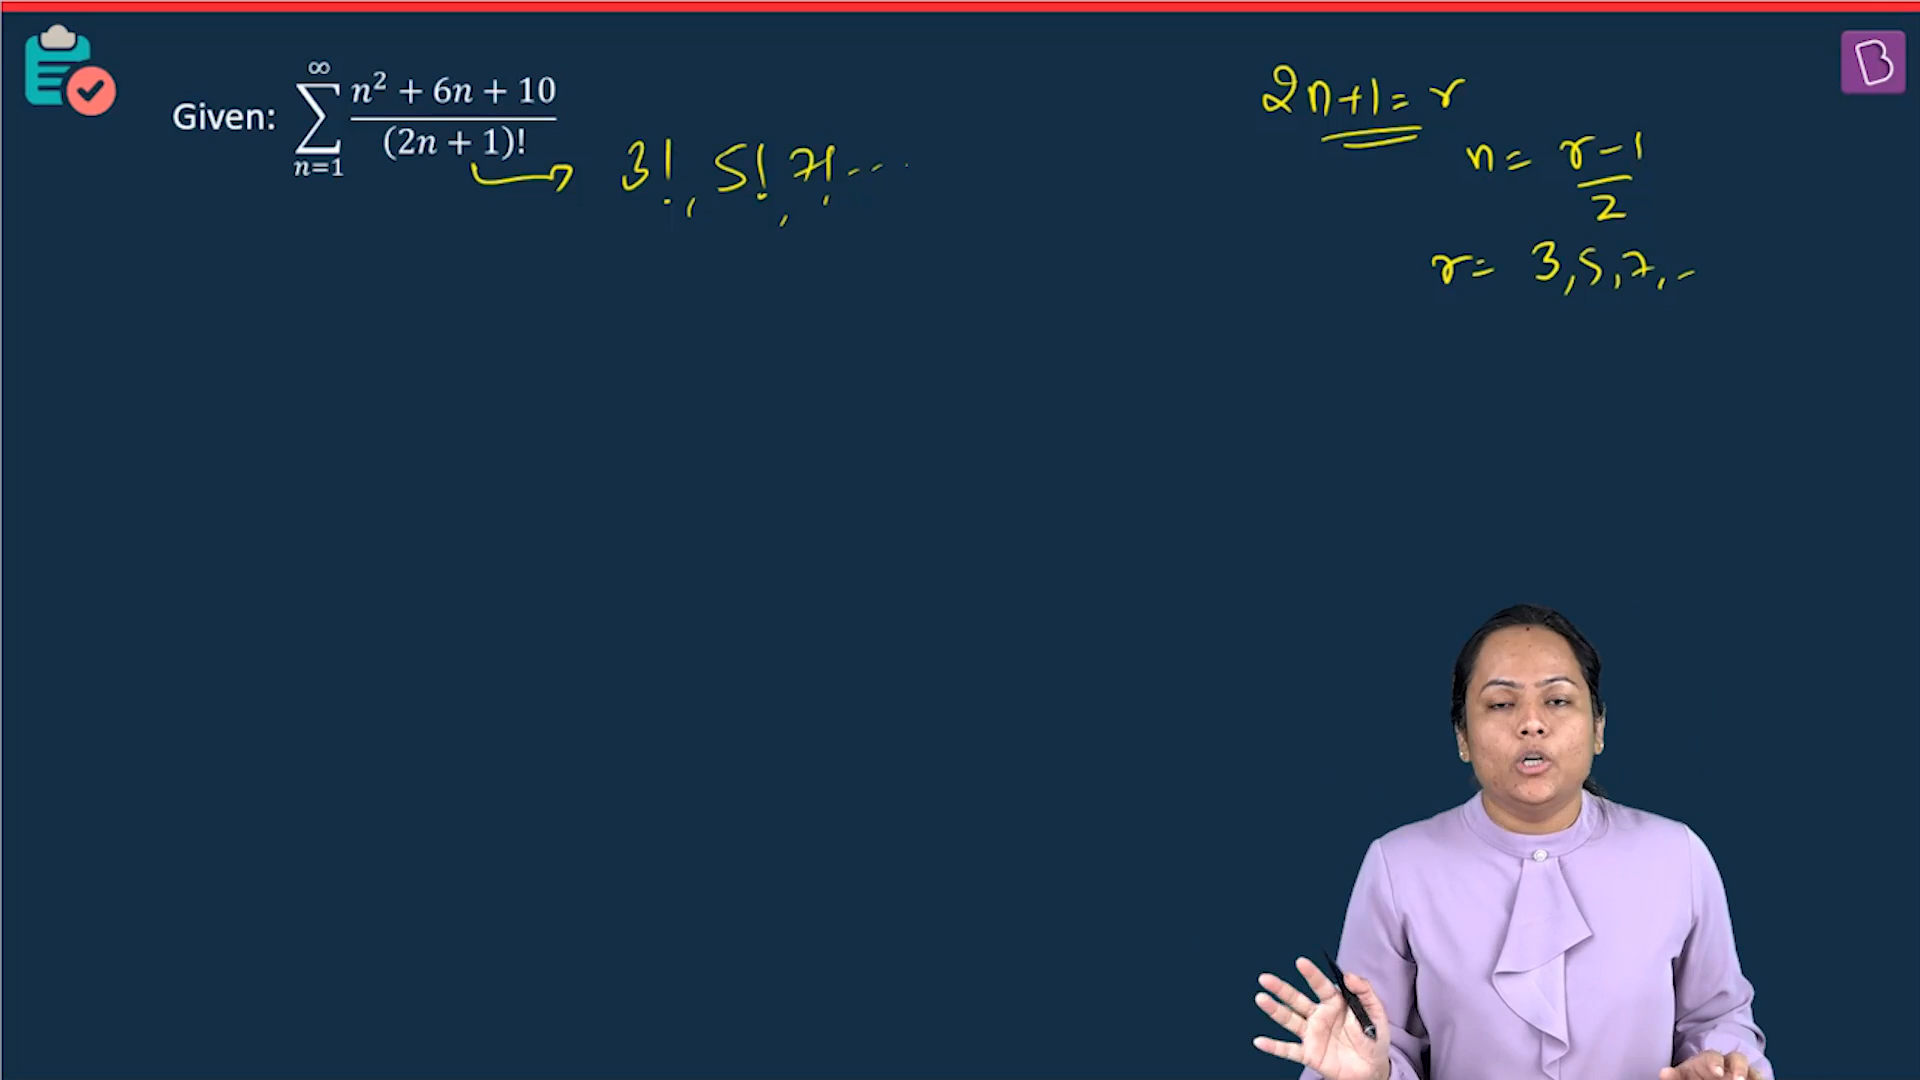 Given: ∞∑n=1 (n² + 6n + 10)/(2n + 1)!
3!, 5!, 7! ...
2n+1 = r
n = (r-1)/2
r = 3, 5, 7, ..
B